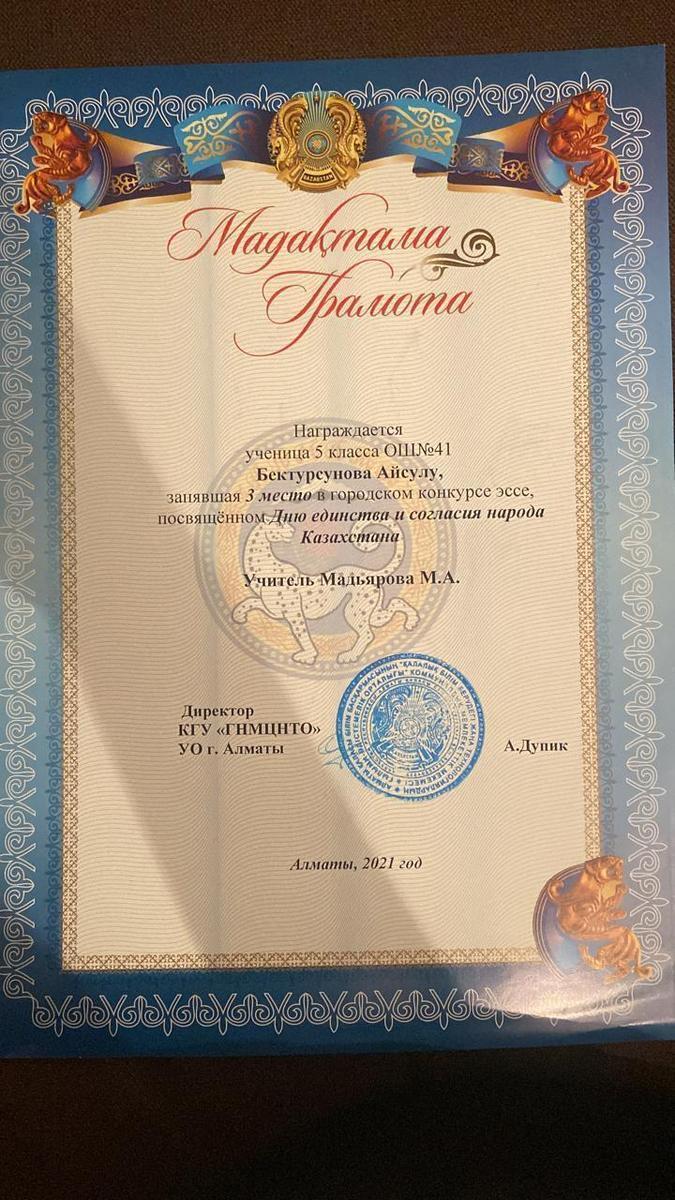 KAZAKSTAN
Мадақтама
Грамота
Награждается
ученица 5 класса ОШ№41
Бектурсунова Айсулу,
занявшая 3 место в городском конкурсе эссе,
посвящённом Дню единства и согласия народа
Казахстана
Учитель Мадьярова М.А.
Директор
КГУ «ГНМЦНТО»
УО г. Алматы
А.Дупик
Алматы, 2021 год